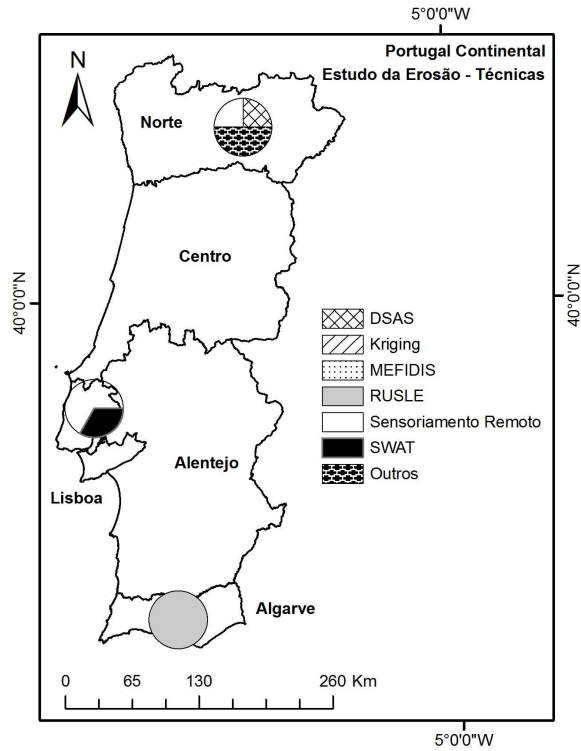 5°0'0"W
Portugal Continental
Estudo da Erosão - Técnicas
N
Norte
Centro
40°0'0"N
40°0'0"N
DSAS
Kriging
MEFIDIS
RUSLE
Sensoriamento Remoto
SWAT
Outros
Alentejo
Lisboa
Algarve
0 65 130 260 Km
5°0'0"W